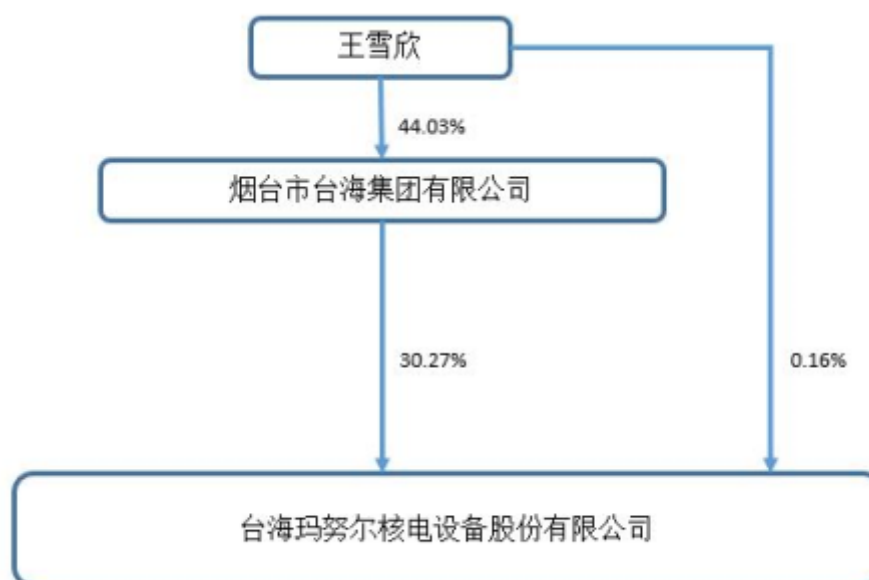 王雪欣
44.03%
烟台市台海集团有限公司
30.27%
0.16%
台海玛努尔核电设备股份有限公司